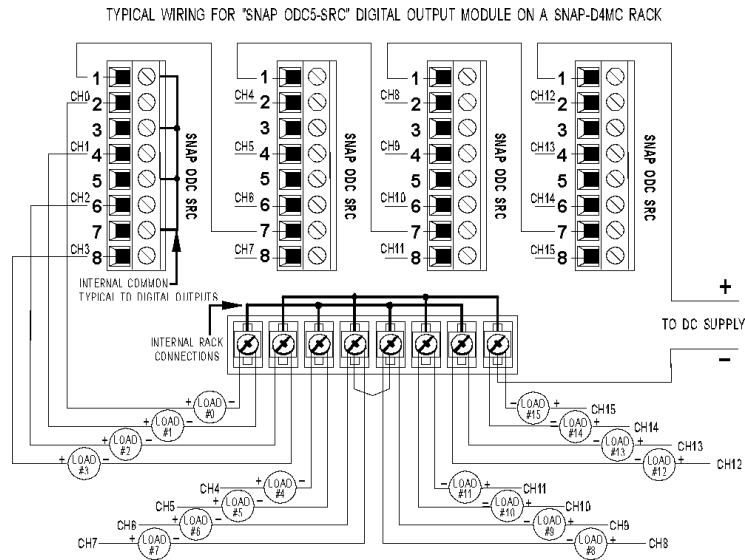 TYPICAL WIRING FOR "SNAP ODC5-SRC" DIGITAL OUTPUT MODULE ON A SNAP-D4MC RACK
1
2
3
4
5
6
7
8
CH0
CH1
CH2
CH3
SNAP ODC SRC
1
2
3
4
5
6
7
8
CH4
CH5
CH6
CH7
SNAP ODC SRC
1
2
3
4
5
6
7
8
CH8
CH9
CH10
CH11
SNAP ODC SRC
1
2
3
4
5
6
7
8
CH12
CH13
CH14
CH15
SNAP ODC SRC
INTERNAL COMMON
TYPICAL TO DIGITAL OUTPUTS
INTERNAL RACK
CONNECTIONS
+
TO DC SUPPLY
−
+ LOAD #0 -
+ LOAD #1 -
+ LOAD #2 -
+ LOAD #3 -
CH4 + LOAD #4 -
CH5 + LOAD #5 -
CH6 + LOAD #6 -
CH7 + LOAD #7 -
- LOAD #15 + CH15
- LOAD #14 + CH14
- LOAD #13 + CH13
- LOAD #12 + CH12
- LOAD #11 + CH11
- LOAD #10 + CH10
- LOAD #9 + CH9
- LOAD #8 + CH8